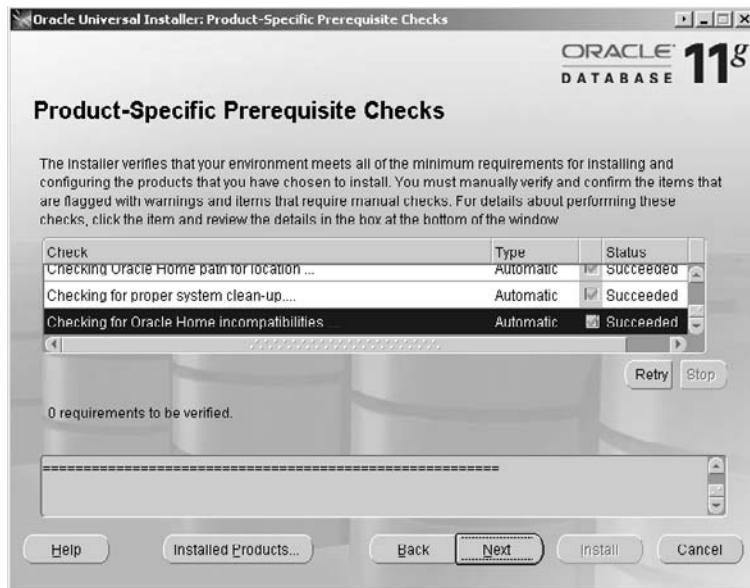 Oracle Universal Installer: Product-Specific Prerequisite Checks
ORACLE
DATABASE 11g
Product-Specific Prerequisite Checks
The Installer verifies that your environment meets all of the minimum requirements for installing and
configuring the products that you have chosen to install. You must manually verify and confirm the items that
are flagged with warnings and items that require manual checks. For details about performing these
checks, click the item and review the details in the box at the bottom of the window
Check Type Status
Checking Oracle Home path for location ... Automatic Succeeded
Checking for proper system clean-up.... Automatic Succeeded
Checking for Oracle Home incompatibilities ... Automatic Succeeded
Retry Stop
0 requirements to be verified.
========================================================
Help Installed Products... Back Next Install Cancel